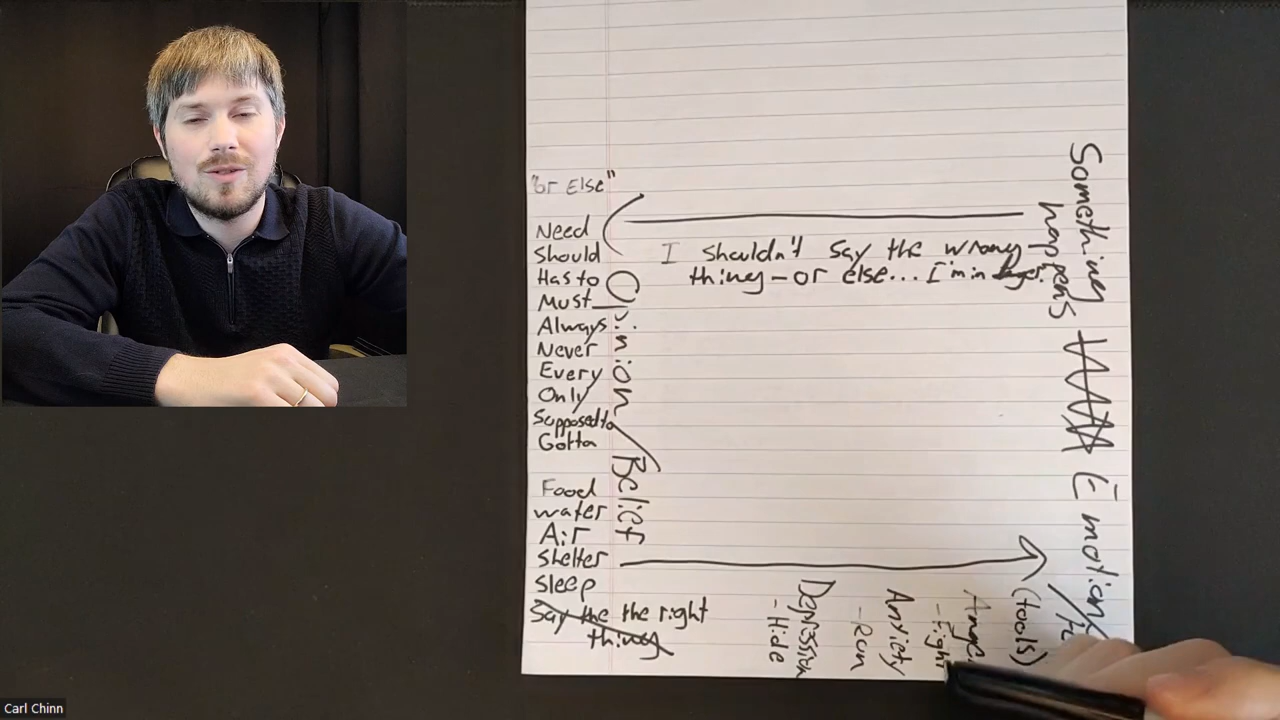 "or Else"
Need
Should
Has to
Must
Always
Never
Every
Only
Supposed to
Gotta
Food
water
Air
Shelter
Sleep
Say the the right
thing
Opinion/Belief
I shouldn't say the wrong
thing - or else... I'm in
Something
happens
Emotion/
(tools)
Anger
- Fight
Anxiety
- Run
Depression
- Hide
Carl Chinn